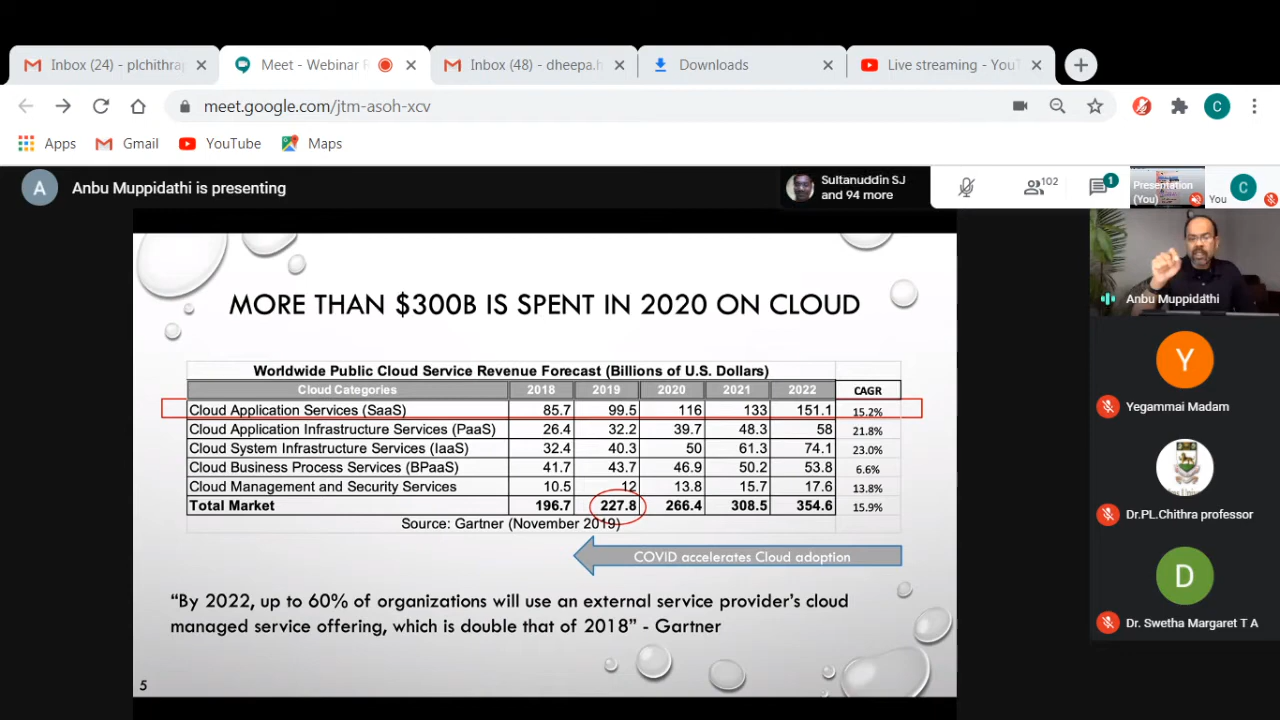 Inbox (24) - plchithra
Meet - Webinar
Inbox (48) - dheepa.h
Downloads
Live streaming - YouT
meet.google.com/jtm-asoh-xcv
C
Apps
Gmail
YouTube
Maps
A
Anbu Muppidathi is presenting
Sultanuddin SJ
and 94 more
102
1
Presentation
(You)
You
C
MORE THAN $300B IS SPENT IN 2020 ON CLOUD
Worldwide Public Cloud Service Revenue Forecast (Billions of U.S. Dollars)
Cloud Categories 2018 2019 2020 2021 2022 CAGR
Cloud Application Services (SaaS) 85.7 99.5 116 133 151.1 15.2%
Cloud Application Infrastructure Services (PaaS) 26.4 32.2 39.7 48.3 58 21.8%
Cloud System Infrastructure Services (IaaS) 32.4 40.3 50 61.3 74.1 23.0%
Cloud Business Process Services (BPaaS) 41.7 43.7 46.9 50.2 53.8 6.6%
Cloud Management and Security Services 10.5 12 13.8 15.7 17.6 13.8%
Total Market 196.7 227.8 266.4 308.5 354.6 15.9%
Source: Gartner (November 2019)
COVID accelerates Cloud adoption
“By 2022, up to 60% of organizations will use an external service provider's cloud
managed service offering, which is double that of 2018” - Gartner
5
Anbu Muppidathi
Y
Yegammai Madam
Dr.PL.Chithra professor
D
Dr. Swetha Margaret T A